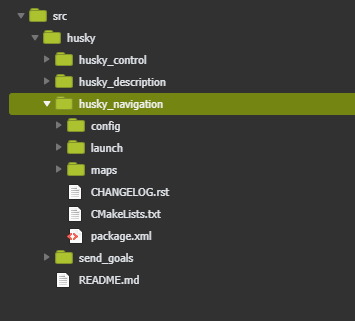 src
husky
husky_control
husky_description
husky_navigation
config
launch
maps
CHANGELOG.rst
CMakeLists.txt
package.xml
send_goals
README.md